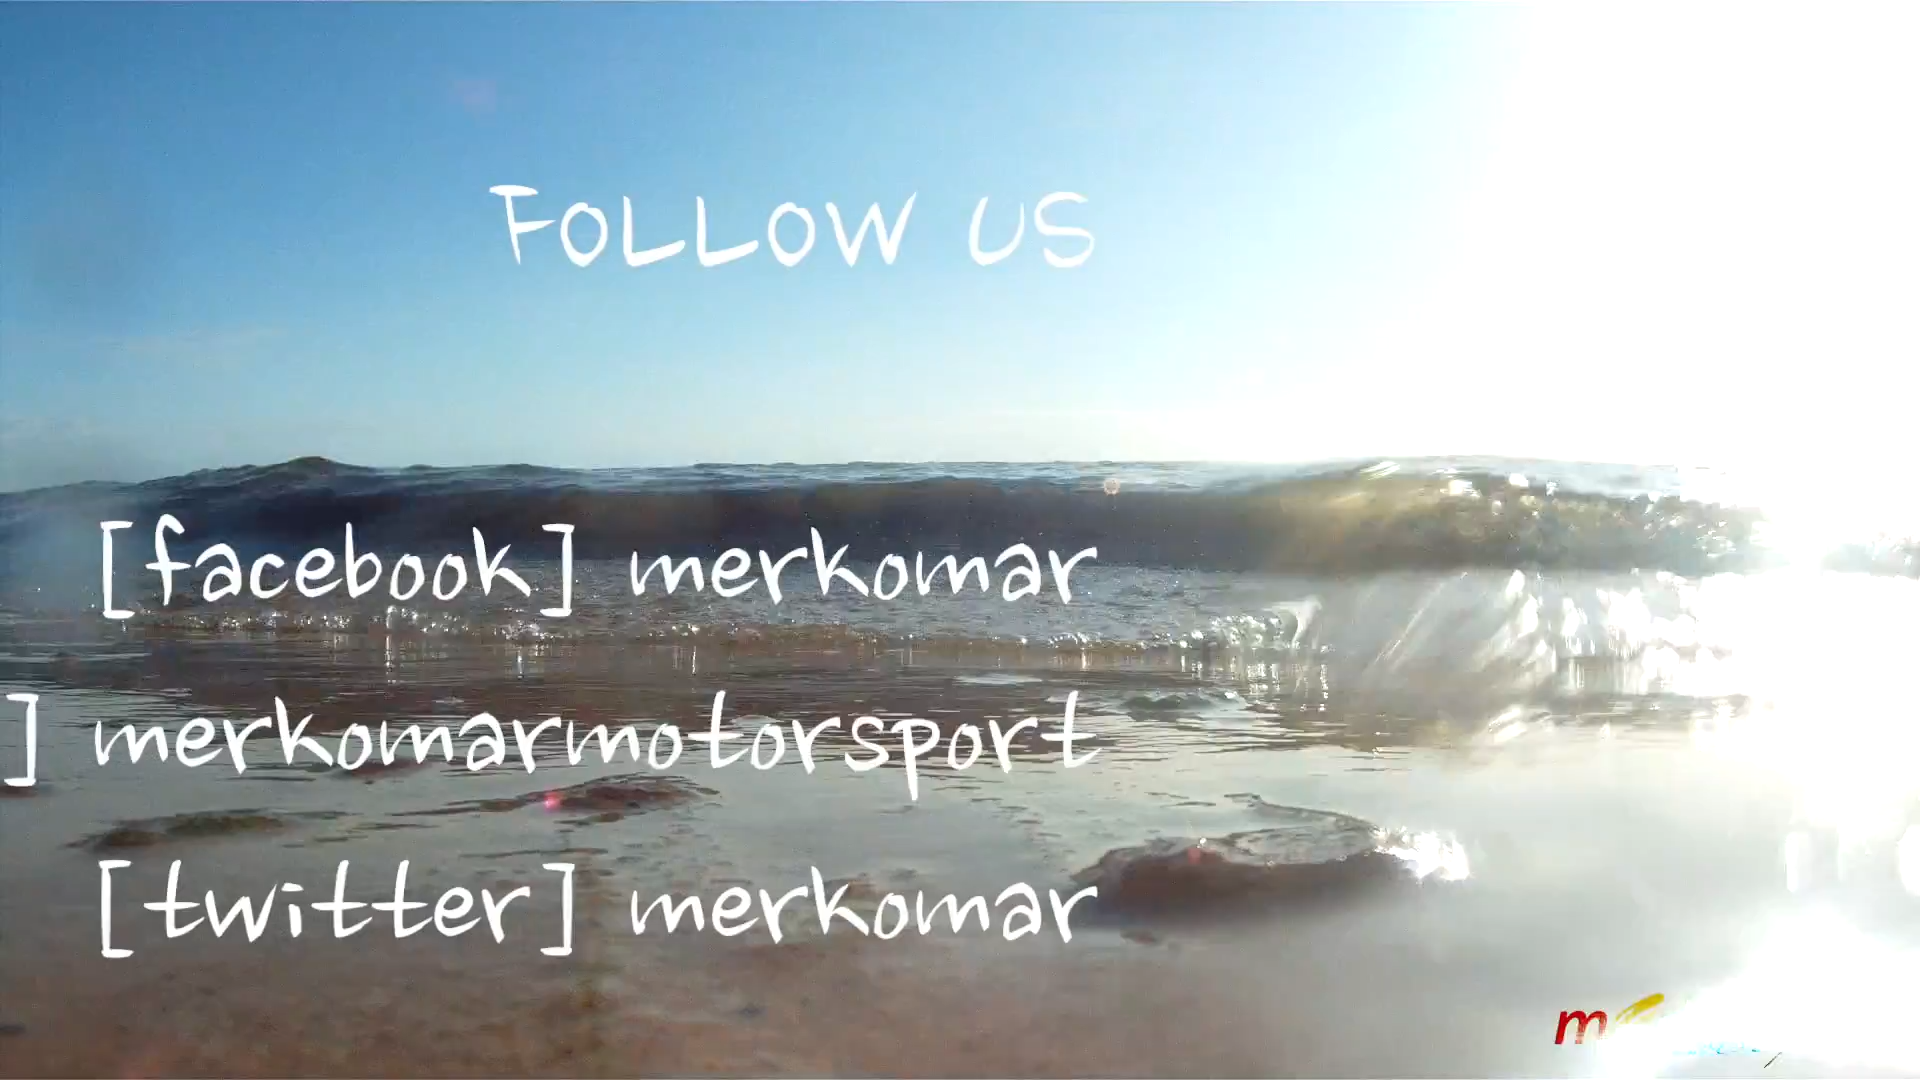 FOLLOW US
[facebook] merkomar
] merkomarmotorsport
[twitter] merkomar
m